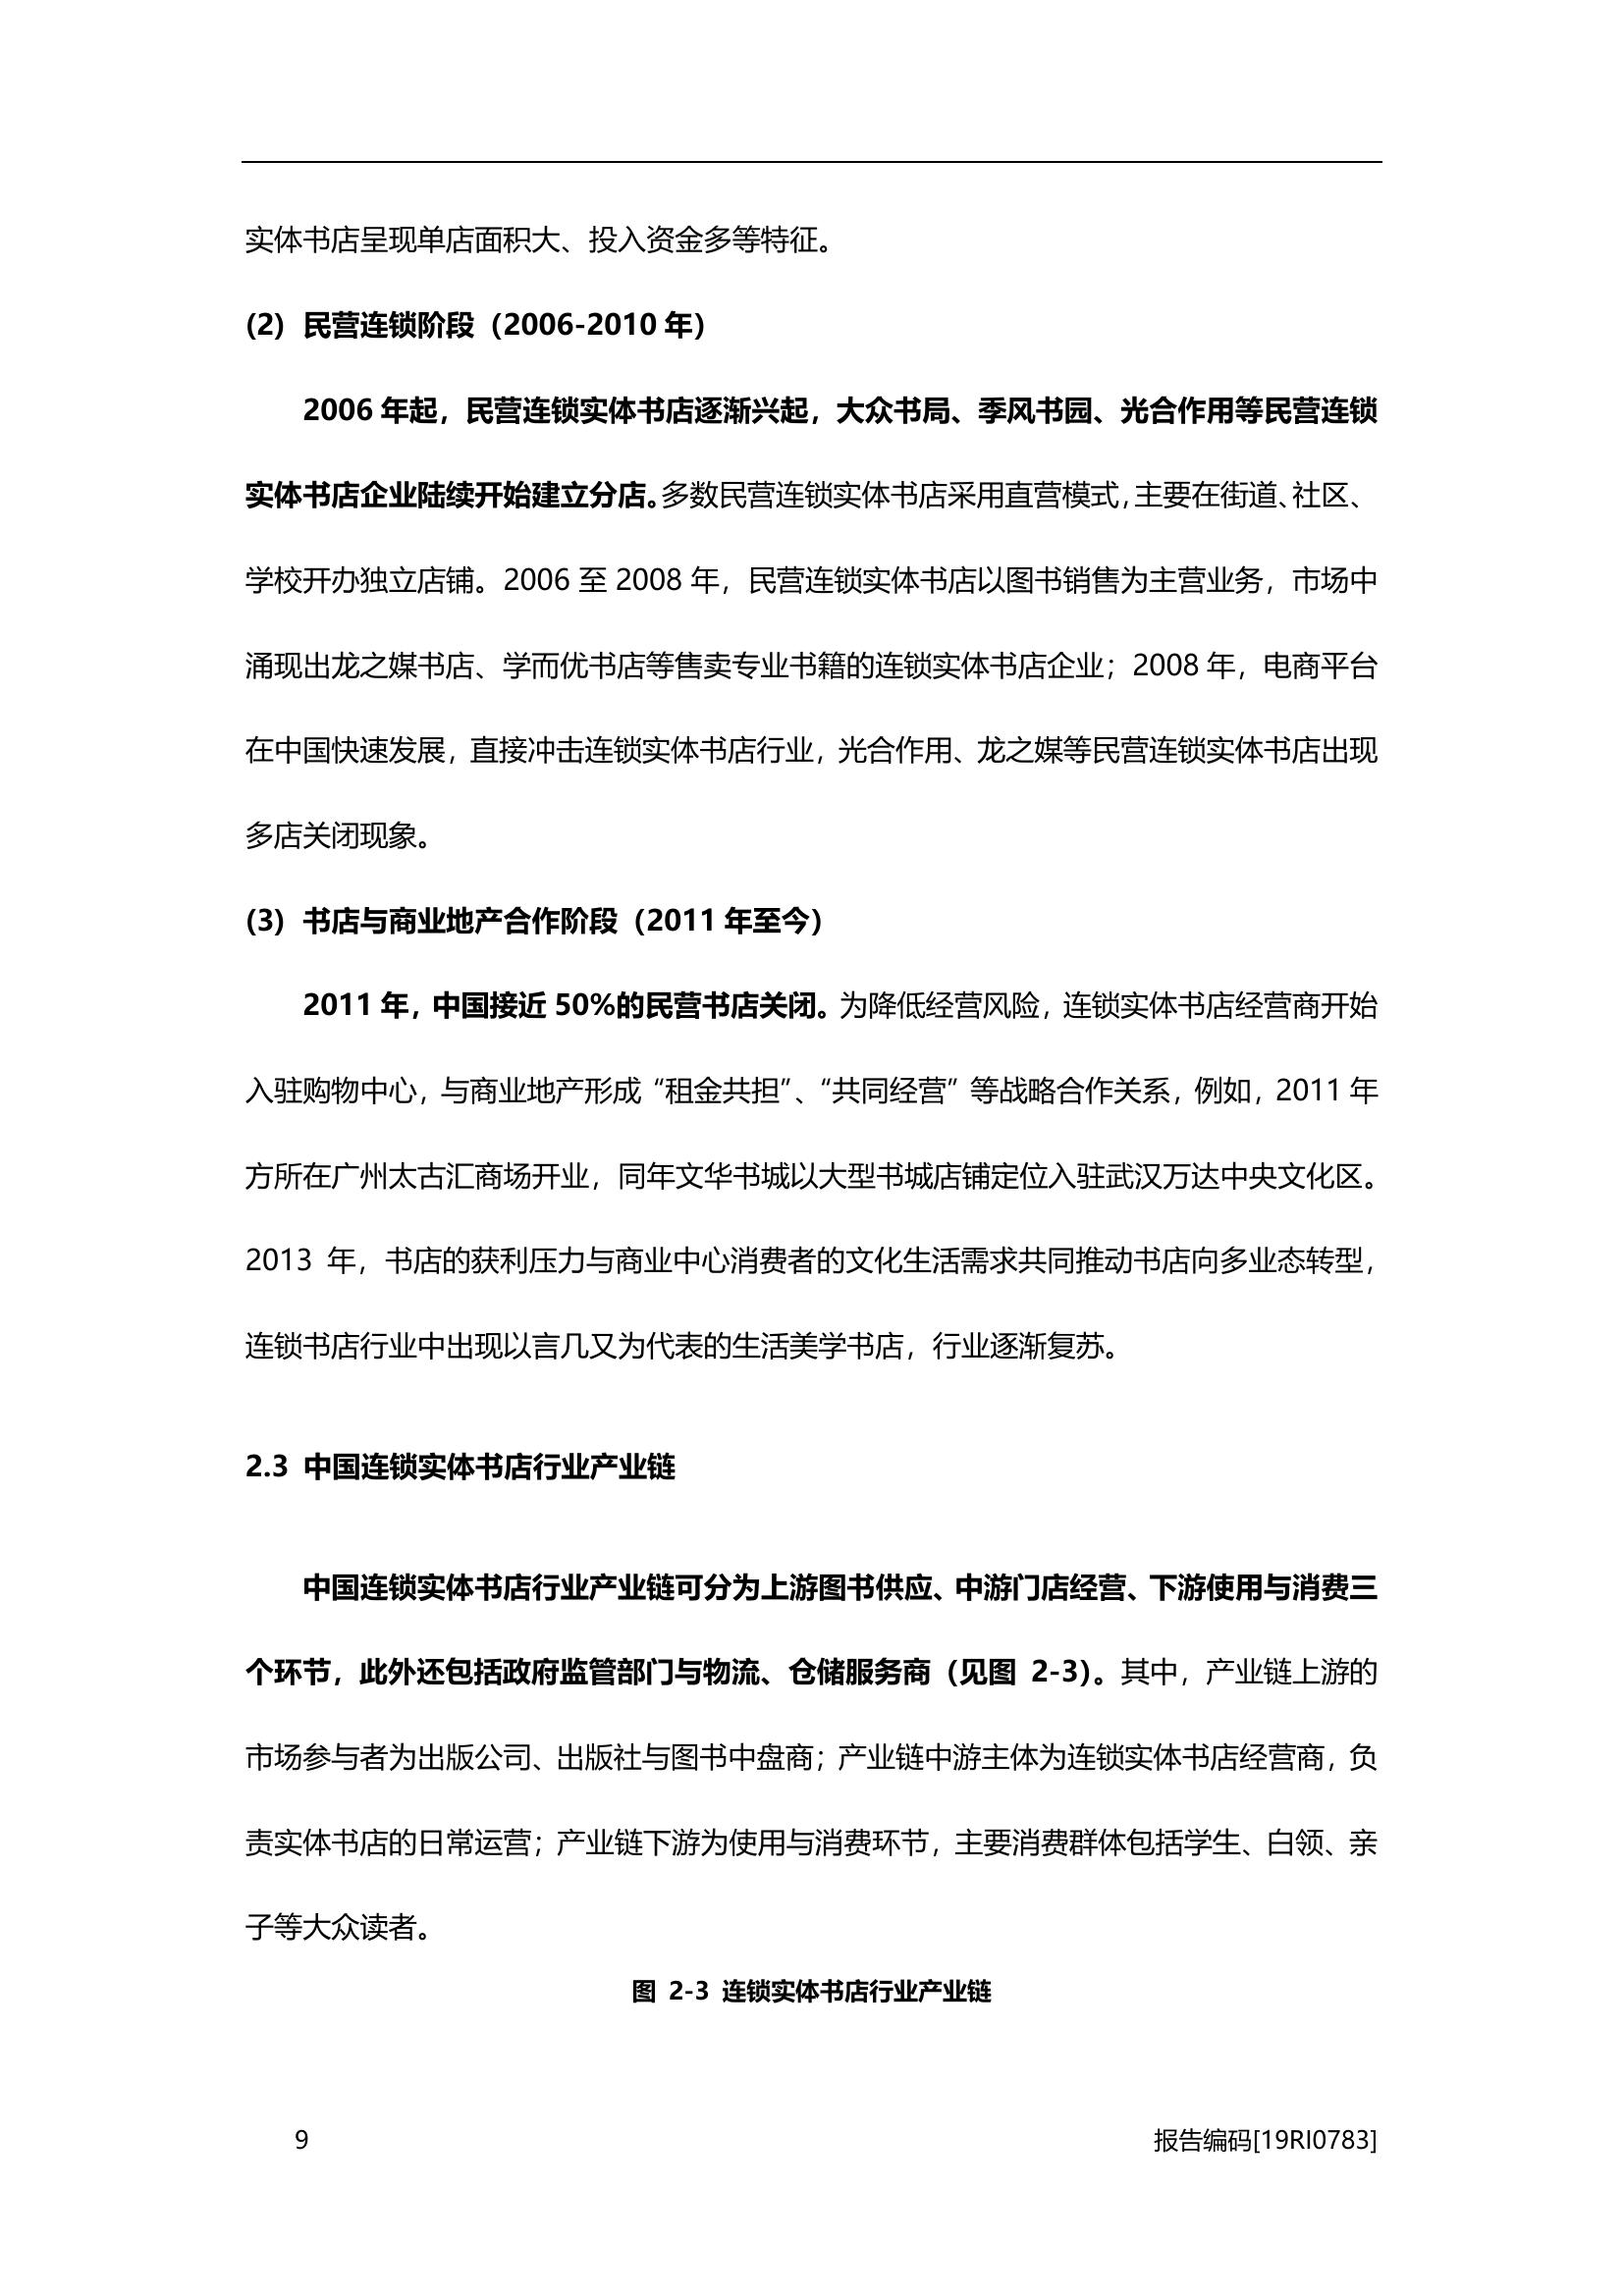 实体书店呈现单店面积大、投入资金多等特征。
(2) 民营连锁阶段（2006-2010 年）
2006 年起，民营连锁实体书店逐渐兴起，大众书局、季风书园、光合作用等民营连锁
实体书店企业陆续开始建立分店。多数民营连锁实体书店采用直营模式，主要在街道、社区、
学校开办独立店铺。2006 至 2008 年，民营连锁实体书店以图书销售为主营业务，市场中
涌现出龙之媒书店、学而优书店等售卖专业书籍的连锁实体书店企业；2008 年，电商平台
在中国快速发展，直接冲击连锁实体书店行业，光合作用、龙之媒等民营连锁实体书店出现
多店关闭现象。
(3) 书店与商业地产合作阶段（2011 年至今）
2011 年，中国接近 50%的民营书店关闭。为降低经营风险，连锁实体书店经营商开始
入驻购物中心，与商业地产形成“租金共担”、“共同经营”等战略合作关系，例如，2011 年
方所在广州太古汇商场开业，同年文华书城以大型书城店铺定位入驻武汉万达中央文化区。
2013 年，书店的获利压力与商业中心消费者的文化生活需求共同推动书店向多业态转型，
连锁书店行业中出现以言几又为代表的生活美学书店，行业逐渐复苏。
2.3 中国连锁实体书店行业产业链
中国连锁实体书店行业产业链可分为上游图书供应、中游门店经营、下游使用与消费三
个环节，此外还包括政府监管部门与物流、仓储服务商（见图 2-3）。其中，产业链上游的
市场参与者为出版公司、出版社与图书中盘商；产业链中游主体为连锁实体书店经营商，负
责实体书店的日常运营；产业链下游为使用与消费环节，主要消费群体包括学生、白领、亲
子等大众读者。
图 2-3 连锁实体书店行业产业链
9 报告编码[19RI0783]